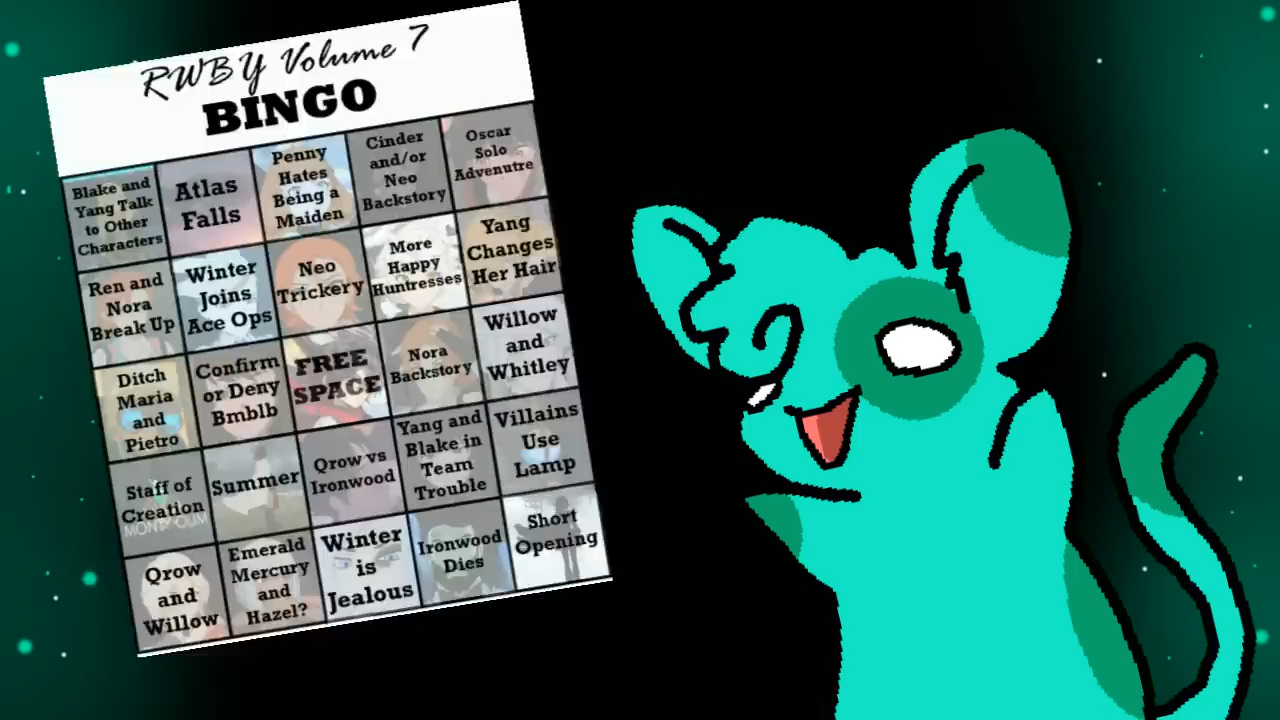 RWBY Volume 7
BINGO
Blake and
Yang Talk
to Other
Characters
Atlas
Falls
Penny
Hates
Being a
Maiden
Cinder
and/or
Neo
Backstory
Oscar
Solo
Advenutre
Ren and
Nora
Break Up
Winter
Joins
Ace Ops
Neo
Trickery
More
Happy
Huntresses
Yang
Changes
Her Hair
Ditch
Maria
and
Pietro
Confirm
or Deny
Bmblb
FREE
SPACE
Nora
Backstory
Willow
and
Whitley
Staff of
Creation
MONTY OUM
Summer
Qrow vs
Ironwood
Yang and
Blake in
Team
Trouble
Villains
Use
Lamp
Qrow
and
Willow
Emerald
Mercury
and
Hazel?
Winter
is
Jealous
Ironwood
Dies
Short
Opening